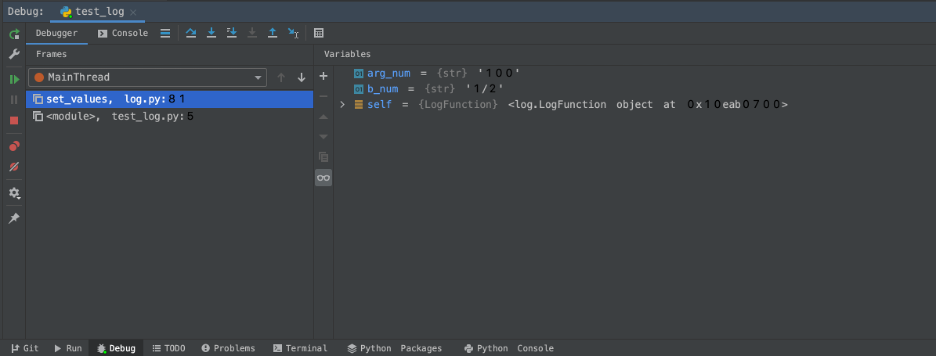 Debug: test_log
Debugger Console
Frames
Variables
MainThread
arg_num = {str} '100'
b_num = {str} '1/2'
self = {LogFunction} <log.LogFunction object at 0x10eab0700>
set_values, log.py:81
<module>, test_log.py:5
Git Run Debug TODO Problems Terminal Python Packages Python Console